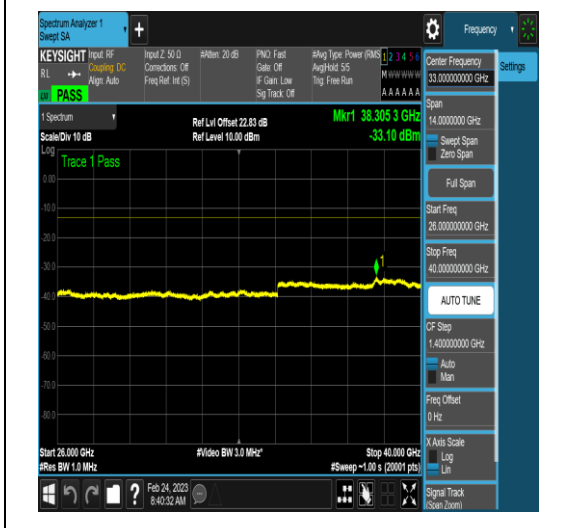 Spectrum Analyzer 1
Swept SA
+
Frequency
KEYSIGHT
Input: RF
Coupling: DC
Align: Auto
Input Z: 50 Ω
Corrections: Off
Freq Ref: Int (S)
#Atten: 20 dB
PNO: Fast
Gate: Off
IF Gain: Low
Sig Track: Off
#Avg Type: Power (RMS
Avg|Hold: 5/5
Trig: Free Run
1 2 3 4 5 6
M W W W W W
A A A A A A
RL
PASS
1 Spectrum
Scale/Div 10 dB
Ref Lvl Offset 22.83 dB
Ref Level 10.00 dBm
Mkr1 38.305 3 GHz
-33.10 dBm
Log
Trace 1 Pass
0.00
-10.0
-20.0
-30.0
-40.0
-50.0
-60.0
-70.0
-80.0
1
Start 26.000 GHz
#Res BW 1.0 MHz
#Video BW 3.0 MHz*
Stop 40.000 GHz
#Sweep ~1.00 s (20001 pts)
?
Feb 24, 2023
8:40:32 AM
Center Frequency
33.000000000 GHz
Settings
Span
14.0000000 GHz
Swept Span
Zero Span
Full Span
Start Freq
26.000000000 GHz
Stop Freq
40.000000000 GHz
AUTO TUNE
CF Step
1.400000000 GHz
Auto
Man
Freq Offset
0 Hz
X Axis Scale
Log
Lin
Signal Track
(Span Zoom)